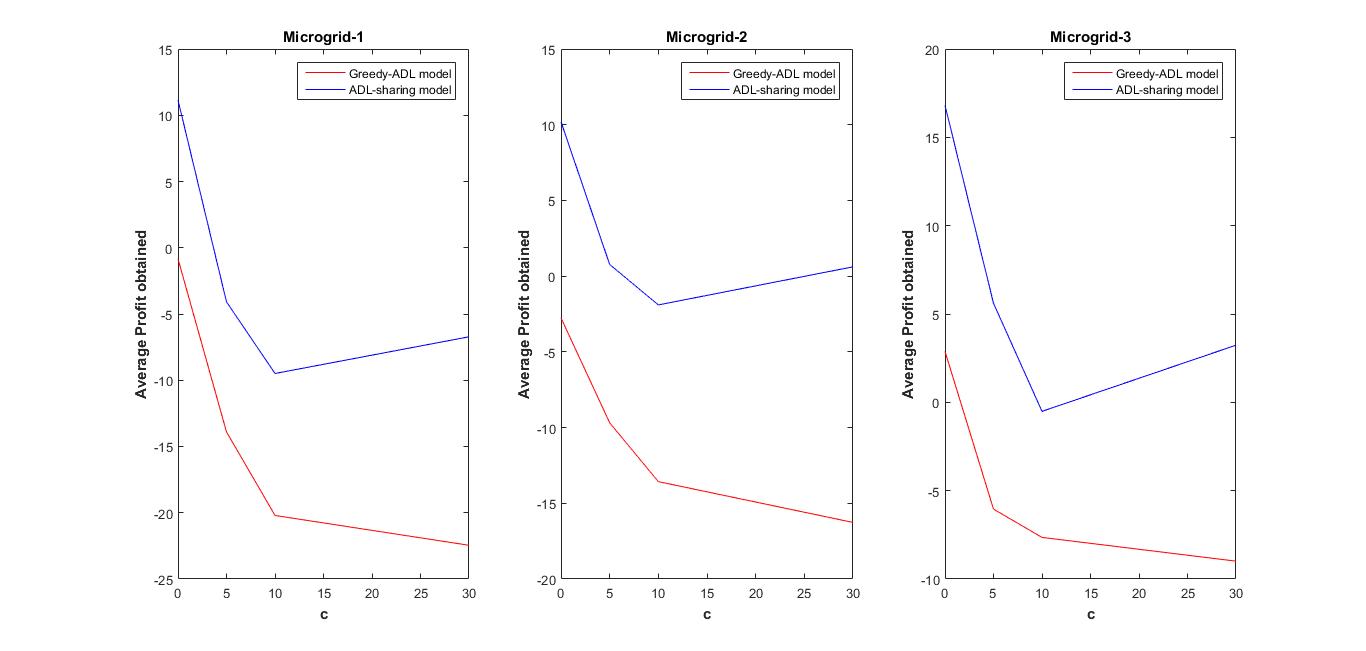 Microgrid-1
15
10
5
0
-5
-10
-15
-20
-25
Average Profit obtained
Greedy-ADL model
ADL-sharing model
0 5 10 15 20 25 30
c
Microgrid-2
15
10
5
0
-5
-10
-15
-20
Average Profit obtained
Greedy-ADL model
ADL-sharing model
0 5 10 15 20 25 30
c
Microgrid-3
20
15
10
5
0
-5
-10
Average Profit obtained
Greedy-ADL model
ADL-sharing model
0 5 10 15 20 25 30
c